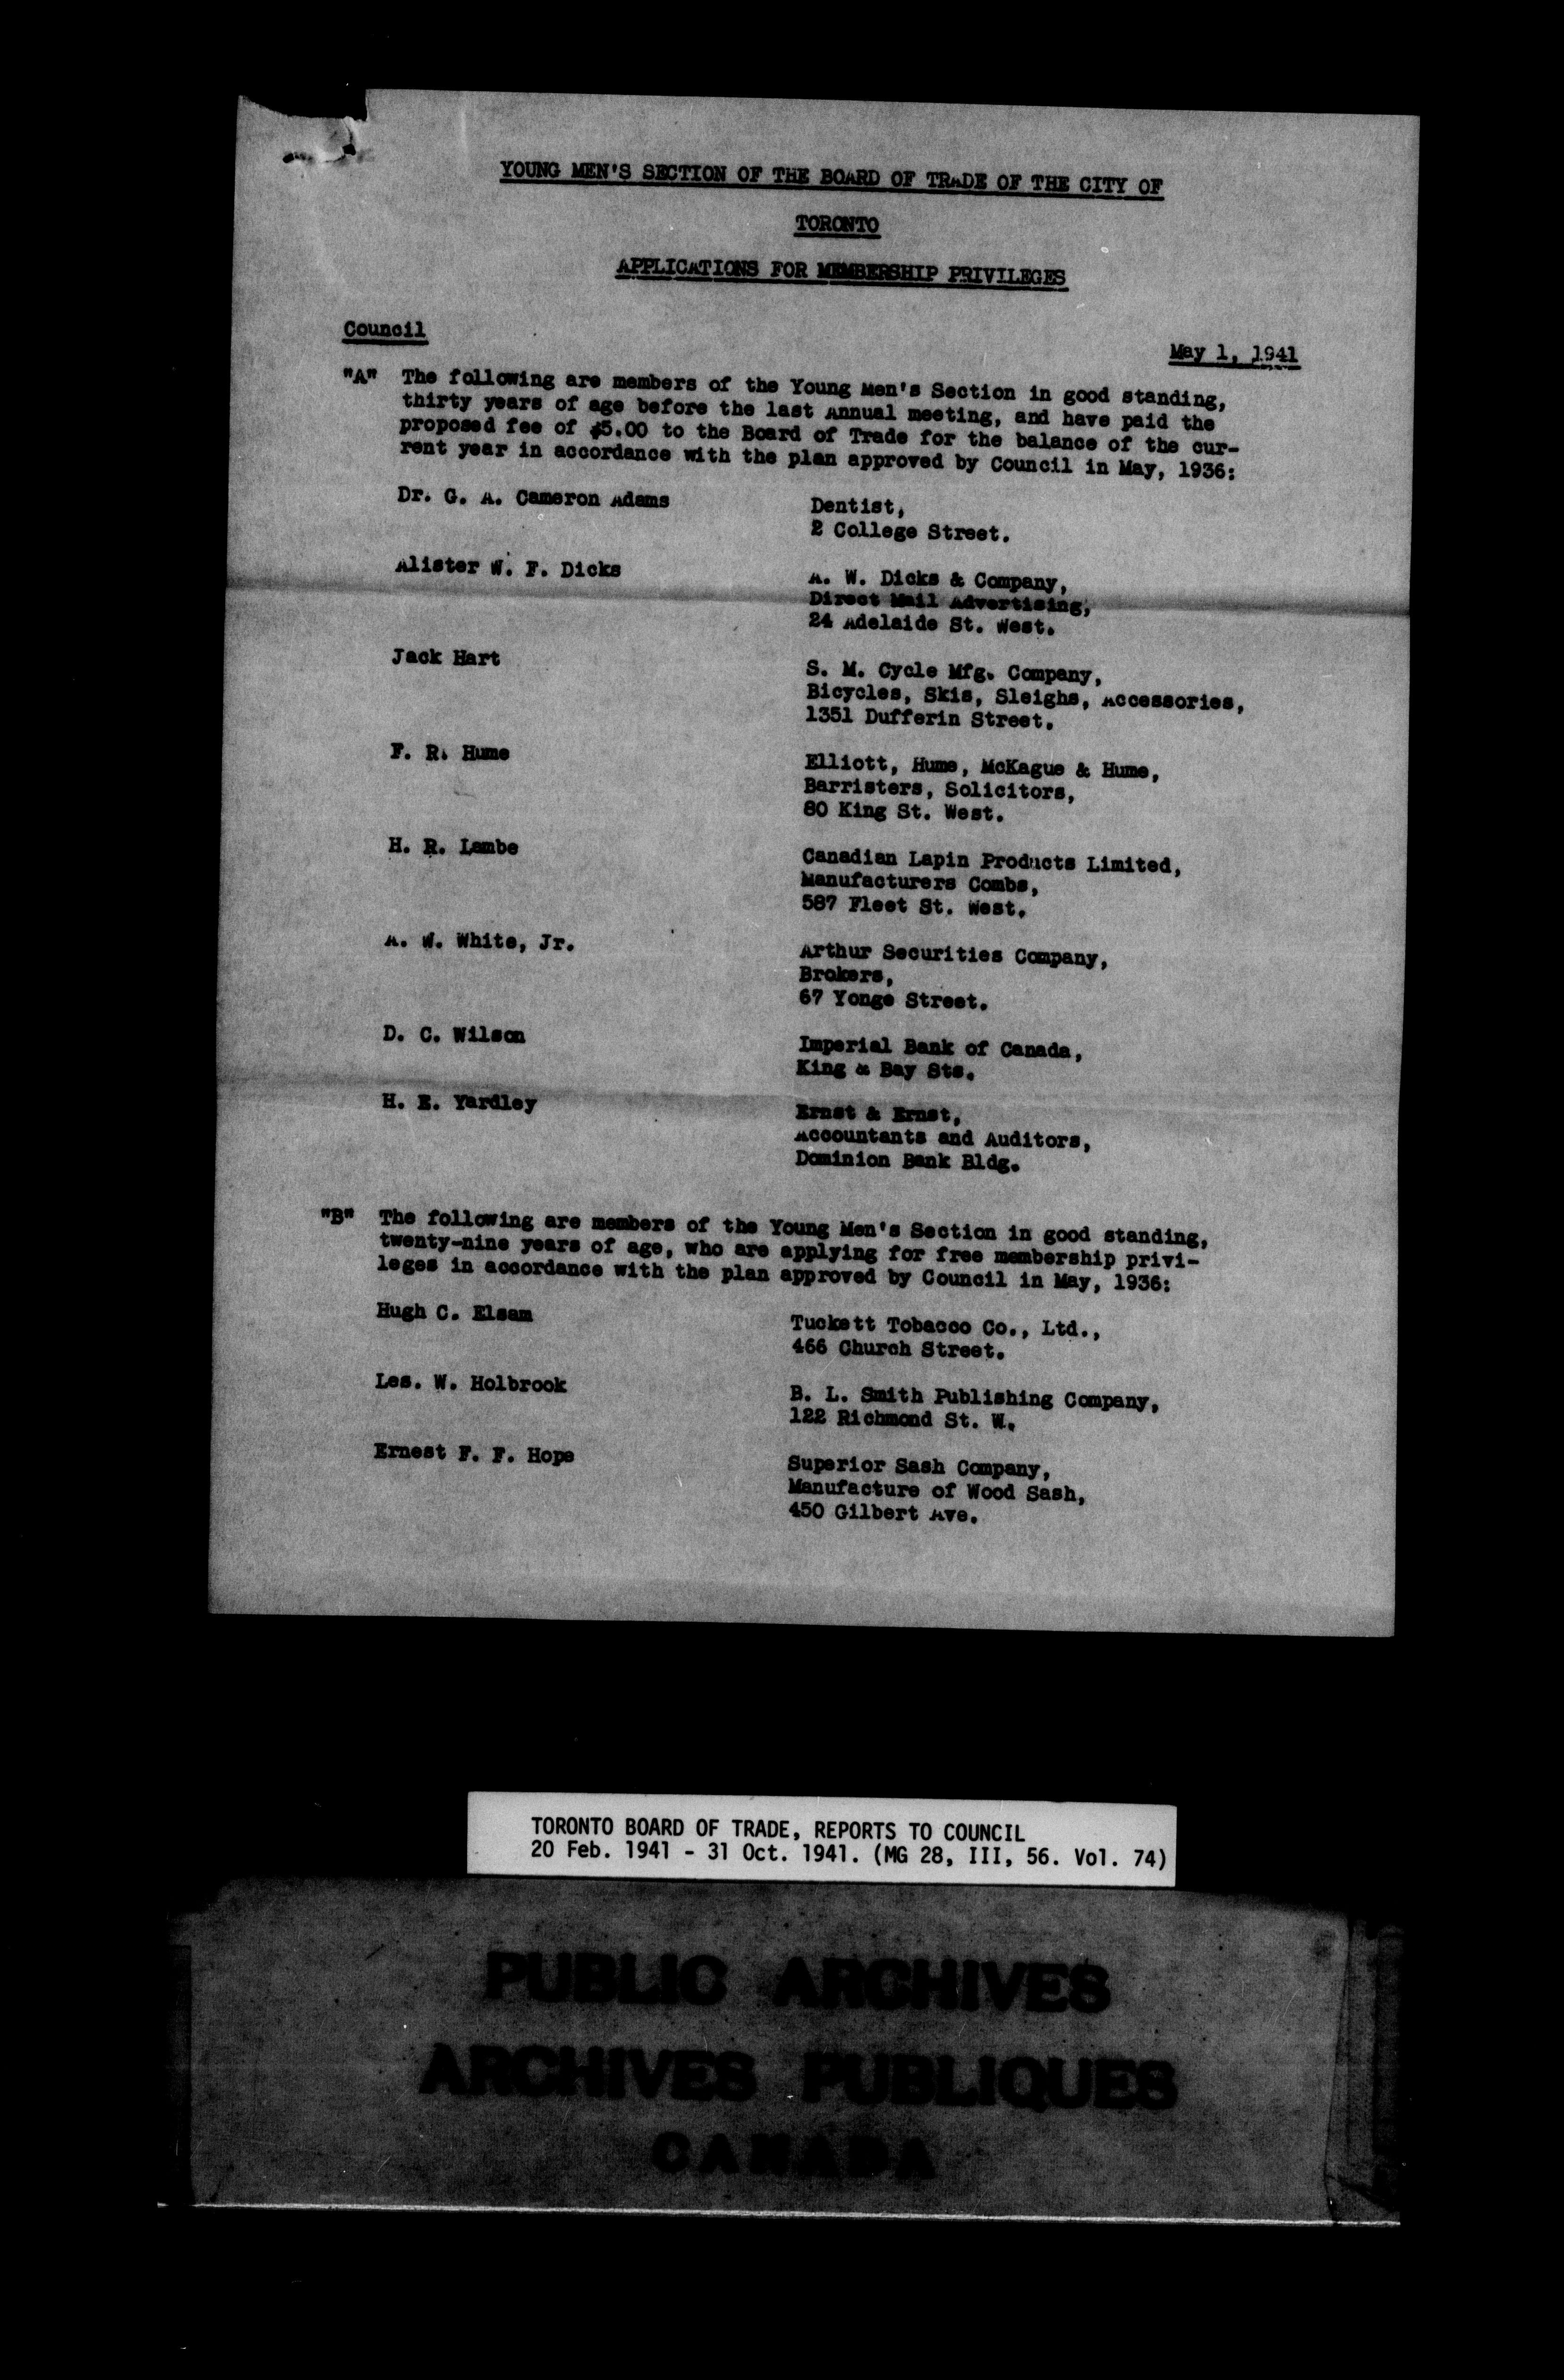 YOUNG MEN'S SECTION OF THE BOARD OF TRADE OF THE CITY OF
TORONTO
APPLICATIONS FOR MEMBERSHIP PRIVILEGES
Council
May 1, 1941
"A" The following are members of the Young Men's Section in good standing,
thirty years of age before the last Annual meeting, and have paid the
proposed fee of $5.00 to the Board of Trade for the balance of the cur-
rent year in accordance with the plan approved by Council in May, 1936:
Dr. G. A. Cameron Adams
Dentist,
2 College Street.
Alister W. F. Dicks
A. W. Dicks & Company,
Direct Mail Advertising,
24 Adelaide St. West.
Jack Hart
S. M. Cycle Mfg. Company,
Bicycles, Skis, Sleighs, Accessories,
1351 Dufferin Street.
F. R. Hume
Elliott, Hume, McKague & Hume,
Barristers, Solicitors,
80 King St. West.
H. R. Lambe
Canadian Lapin Products Limited,
Manufacturers Combs,
587 Fleet St. West.
A. W. White, Jr.
Arthur Securities Company,
Brokers,
67 Yonge Street.
D. C. Wilson
Imperial Bank of Canada,
King & Bay Sts.
H. E. Yardley
Ernst & Ernst,
Accountants and Auditors,
Dominion Bank Bldg.
"B" The following are members of the Young Men's Section in good standing,
twenty-nine years of age, who are applying for free membership privi-
leges in accordance with the plan approved by Council in May, 1936:
Hugh C. Elsam
Tuckett Tobacco Co., Ltd.,
466 Church Street.
Les. W. Holbrook
B. L. Smith Publishing Company,
122 Richmond St. W.
Ernest F. F. Hope
Superior Sash Company,
Manufacture of Wood Sash,
450 Gilbert Ave.
TORONTO BOARD OF TRADE, REPORTS TO COUNCIL
20 Feb. 1941 - 31 Oct. 1941. (MG 28, III, 56. Vol. 74)
PUBLIC ARCHIVES
ARCHIVES PUBLIQUES
CANADA